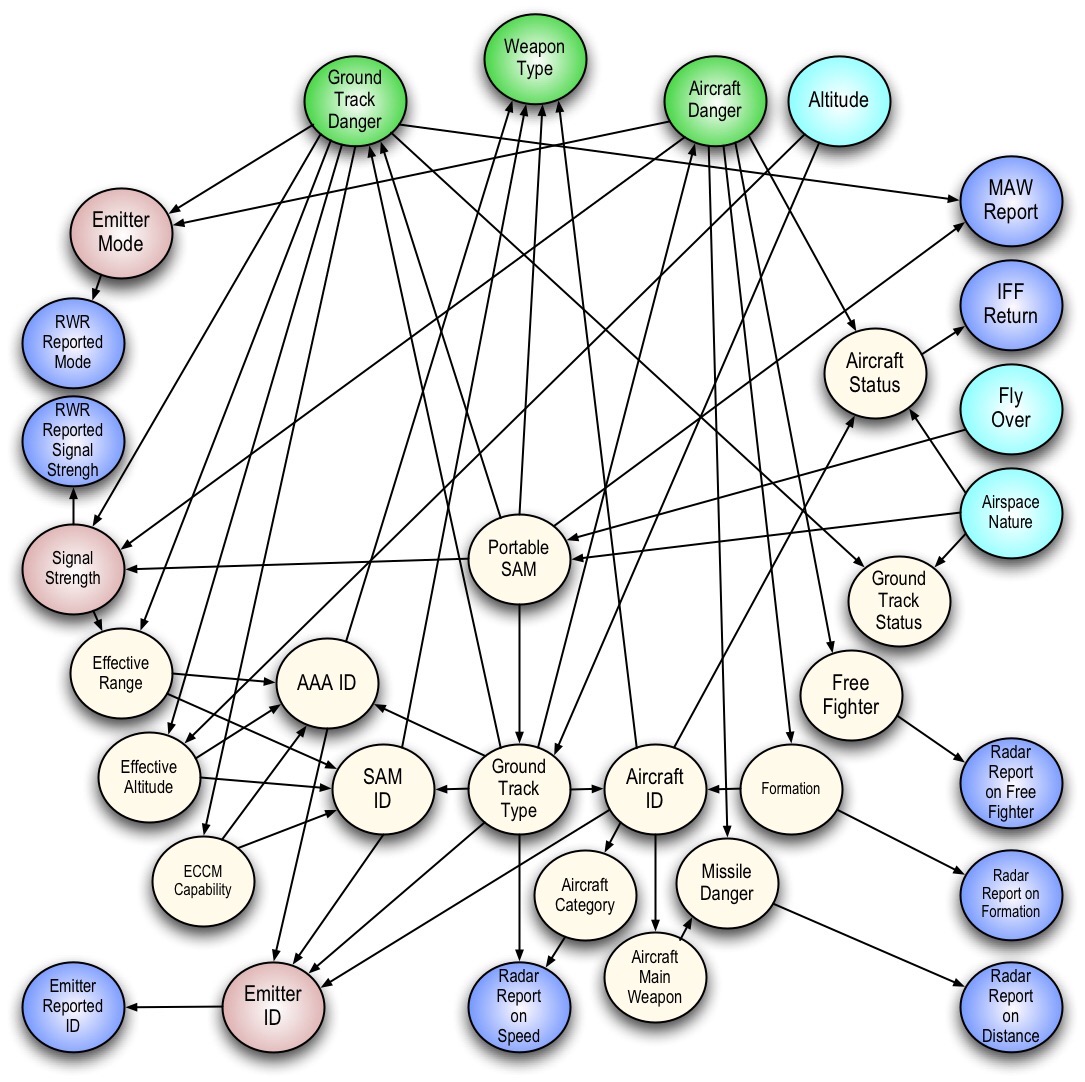 Weapon
Type
Ground
Track
Danger
Aircraft
Danger
Altitude
MAW
Report
Emitter
Mode
IFF
Return
RWR
Reported
Mode
Aircraft
Status
Fly
Over
RWR
Reported
Signal
Strengh
Airspace
Nature
Signal
Strength
Portable
SAM
Ground
Track
Status
Effective
Range
AAA ID
Free
Fighter
Effective
Altitude
SAM
ID
Ground
Track
Type
Aircraft
ID
Formation
Radar
Report
on Free
Fighter
ECCM
Capability
Aircraft
Category
Missile
Danger
Radar
Report on
Formation
Aircraft
Main
Weapon
Emitter
Reported
ID
Emitter
ID
Radar
Report
on
Speed
Radar
Report
on
Distance